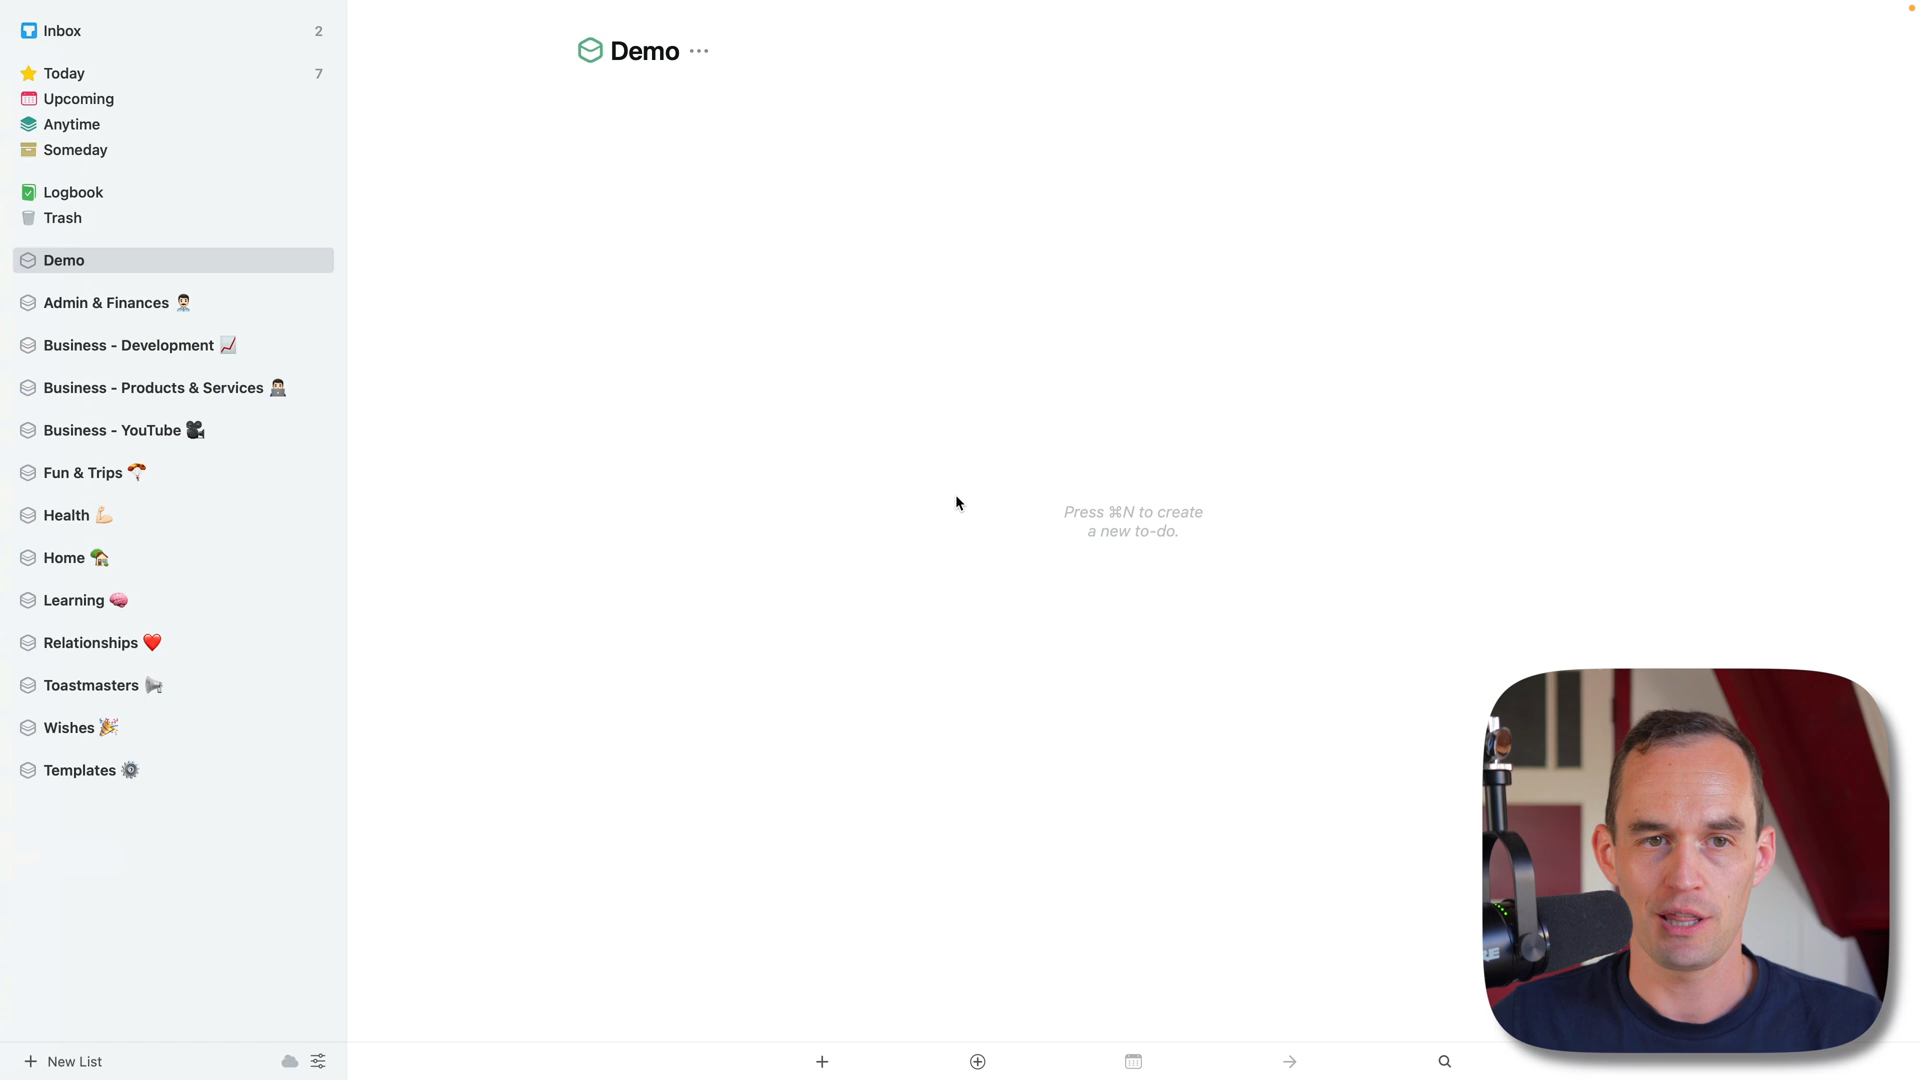 Inbox 2
Today 7
Upcoming
Anytime
Someday
Logbook
Trash
Demo
Admin & Finances
Business - Development
Business - Products & Services
Business - YouTube
Fun & Trips
Health
Home
Learning
Relationships
Toastmasters
Wishes
Templates
New List
Demo
Press ⌘N to create
a new to-do.